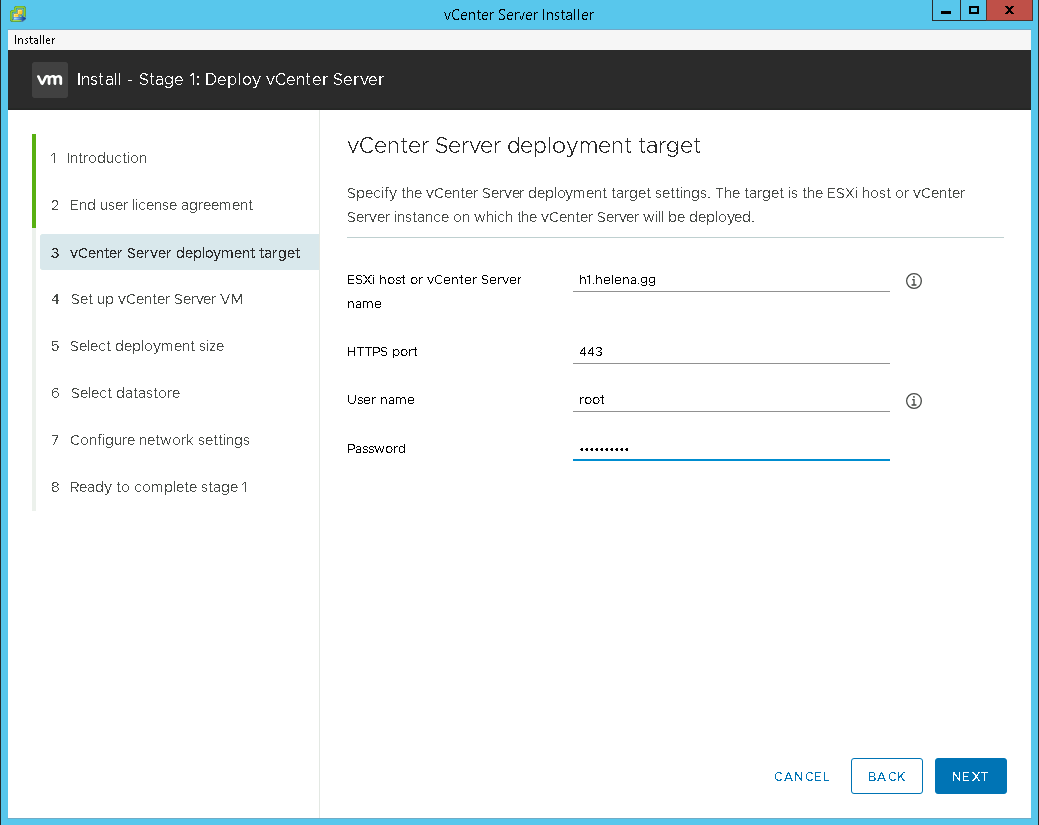 vCenter Server Installer
Installer
vm Install - Stage 1: Deploy vCenter Server
1 Introduction
2 End user license agreement
3 vCenter Server deployment target
4 Set up vCenter Server VM
5 Select deployment size
6 Select datastore
7 Configure network settings
8 Ready to complete stage 1
vCenter Server deployment target
Specify the vCenter Server deployment target settings. The target is the ESXi host or vCenter
Server instance on which the vCenter Server will be deployed.
ESXi host or vCenter Server
name
h1.helena.gg
HTTPS port
443
User name
root
Password
••••••••••
CANCEL
BACK
NEXT